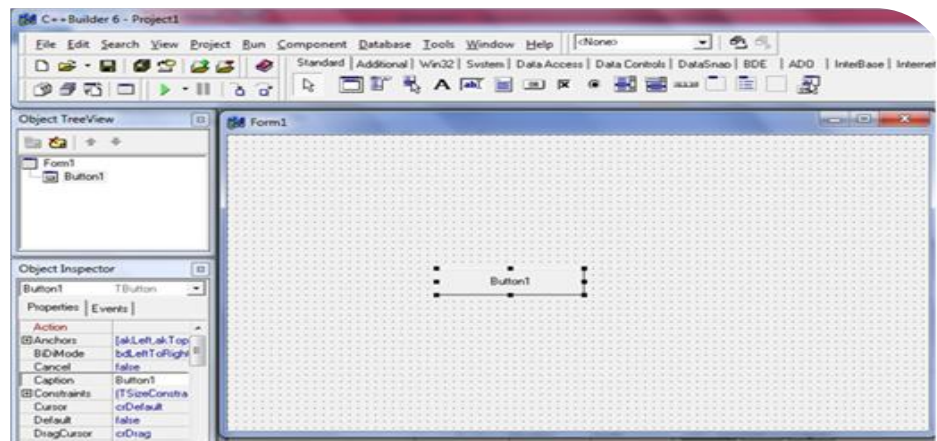 C++Builder 6 - Project1
File Edit Search View Project Run Component Database Tools Window Help <None>
Standard Additional Win32 System Data Access Data Controls DataSnap BDE ADO InterBase Internet
Object TreeView
Form1
Button1
Form1
Button1
Object Inspector
Button1 TButton
Properties Events
Action
Anchors [akLeft,akTop
BiDiMode bdLeftToRight
Cancel false
Caption Button1
Constraints (TSizeConstra
Cursor crDefault
Default false
DragCursor crDrag